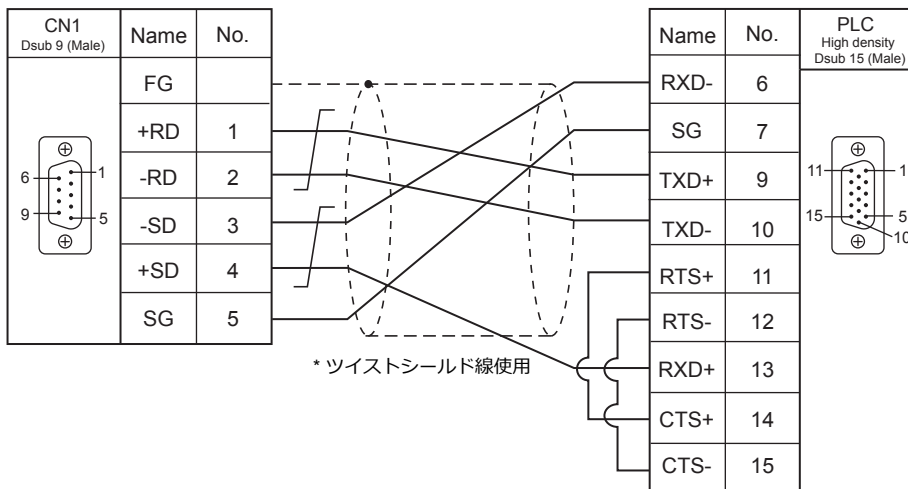 CN1
Dsub 9 (Male)
Name No.
FG
+RD 1
-RD 2
-SD 3
+SD 4
SG 5
6
1
9
5
* ツイストシールド線使用
Name No.
PLC
High density
Dsub 15 (Male)
RXD- 6
SG 7
TXD+ 9
TXD- 10
RTS+ 11
RTS- 12
RXD+ 13
CTS+ 14
CTS- 15
11
1
15
5
10